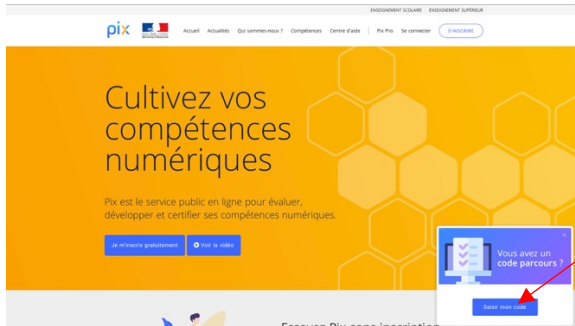 ENSEIGNEMENT SCOLAIRE ENSEIGNEMENT SUPÉRIEUR
pix Accueil Actualités Qui sommes-nous ? Compétences Centre d'aide Pix Pro Se connecter S'INSCRIRE
Cultivez vos
compétences
numériques
Pix est le service public en ligne pour évaluer,
développer et certifier ses compétences numériques.
Je m'inscris gratuitement Voir la vidéo
Vous avez un
code parcours ?
Saisir mon code
Essayez Pix sans inscription